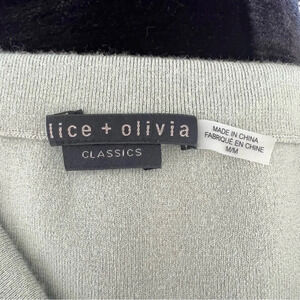 lice + olivia
CLASSICS
MADE IN CHINA
FABRIQUÉ EN CHINE
M/M